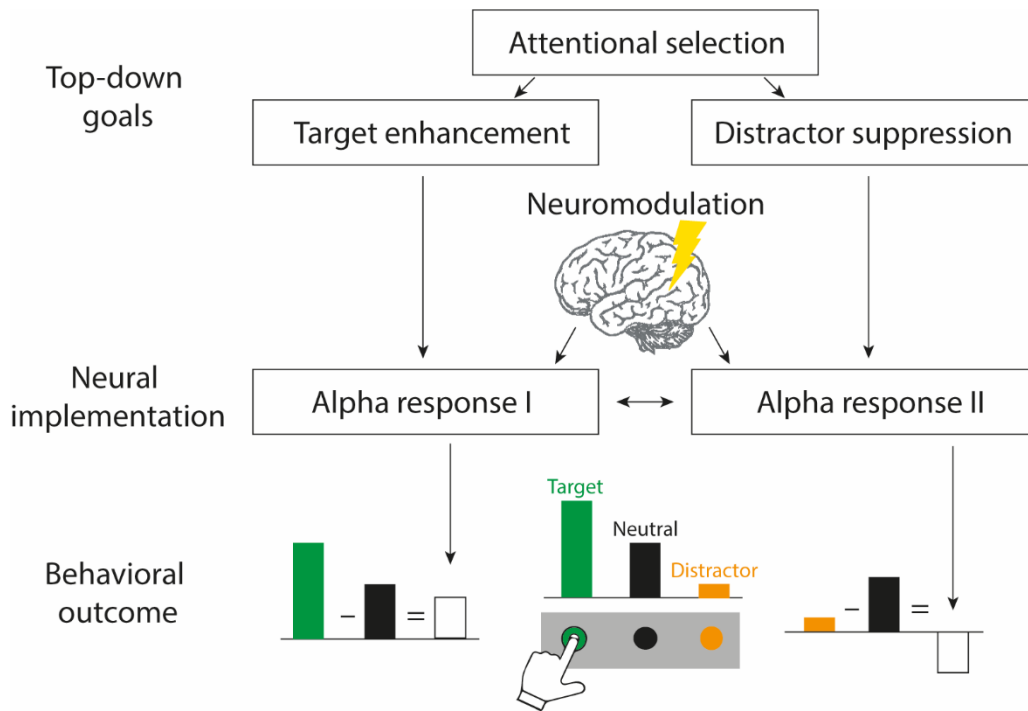 Attentional selection
Top-down
goals
Target enhancement
Distractor suppression
Neuromodulation
Neural
implementation
Alpha response I
Alpha response II
Target
Neutral
Distractor
Behavioral
outcome
– =
– =